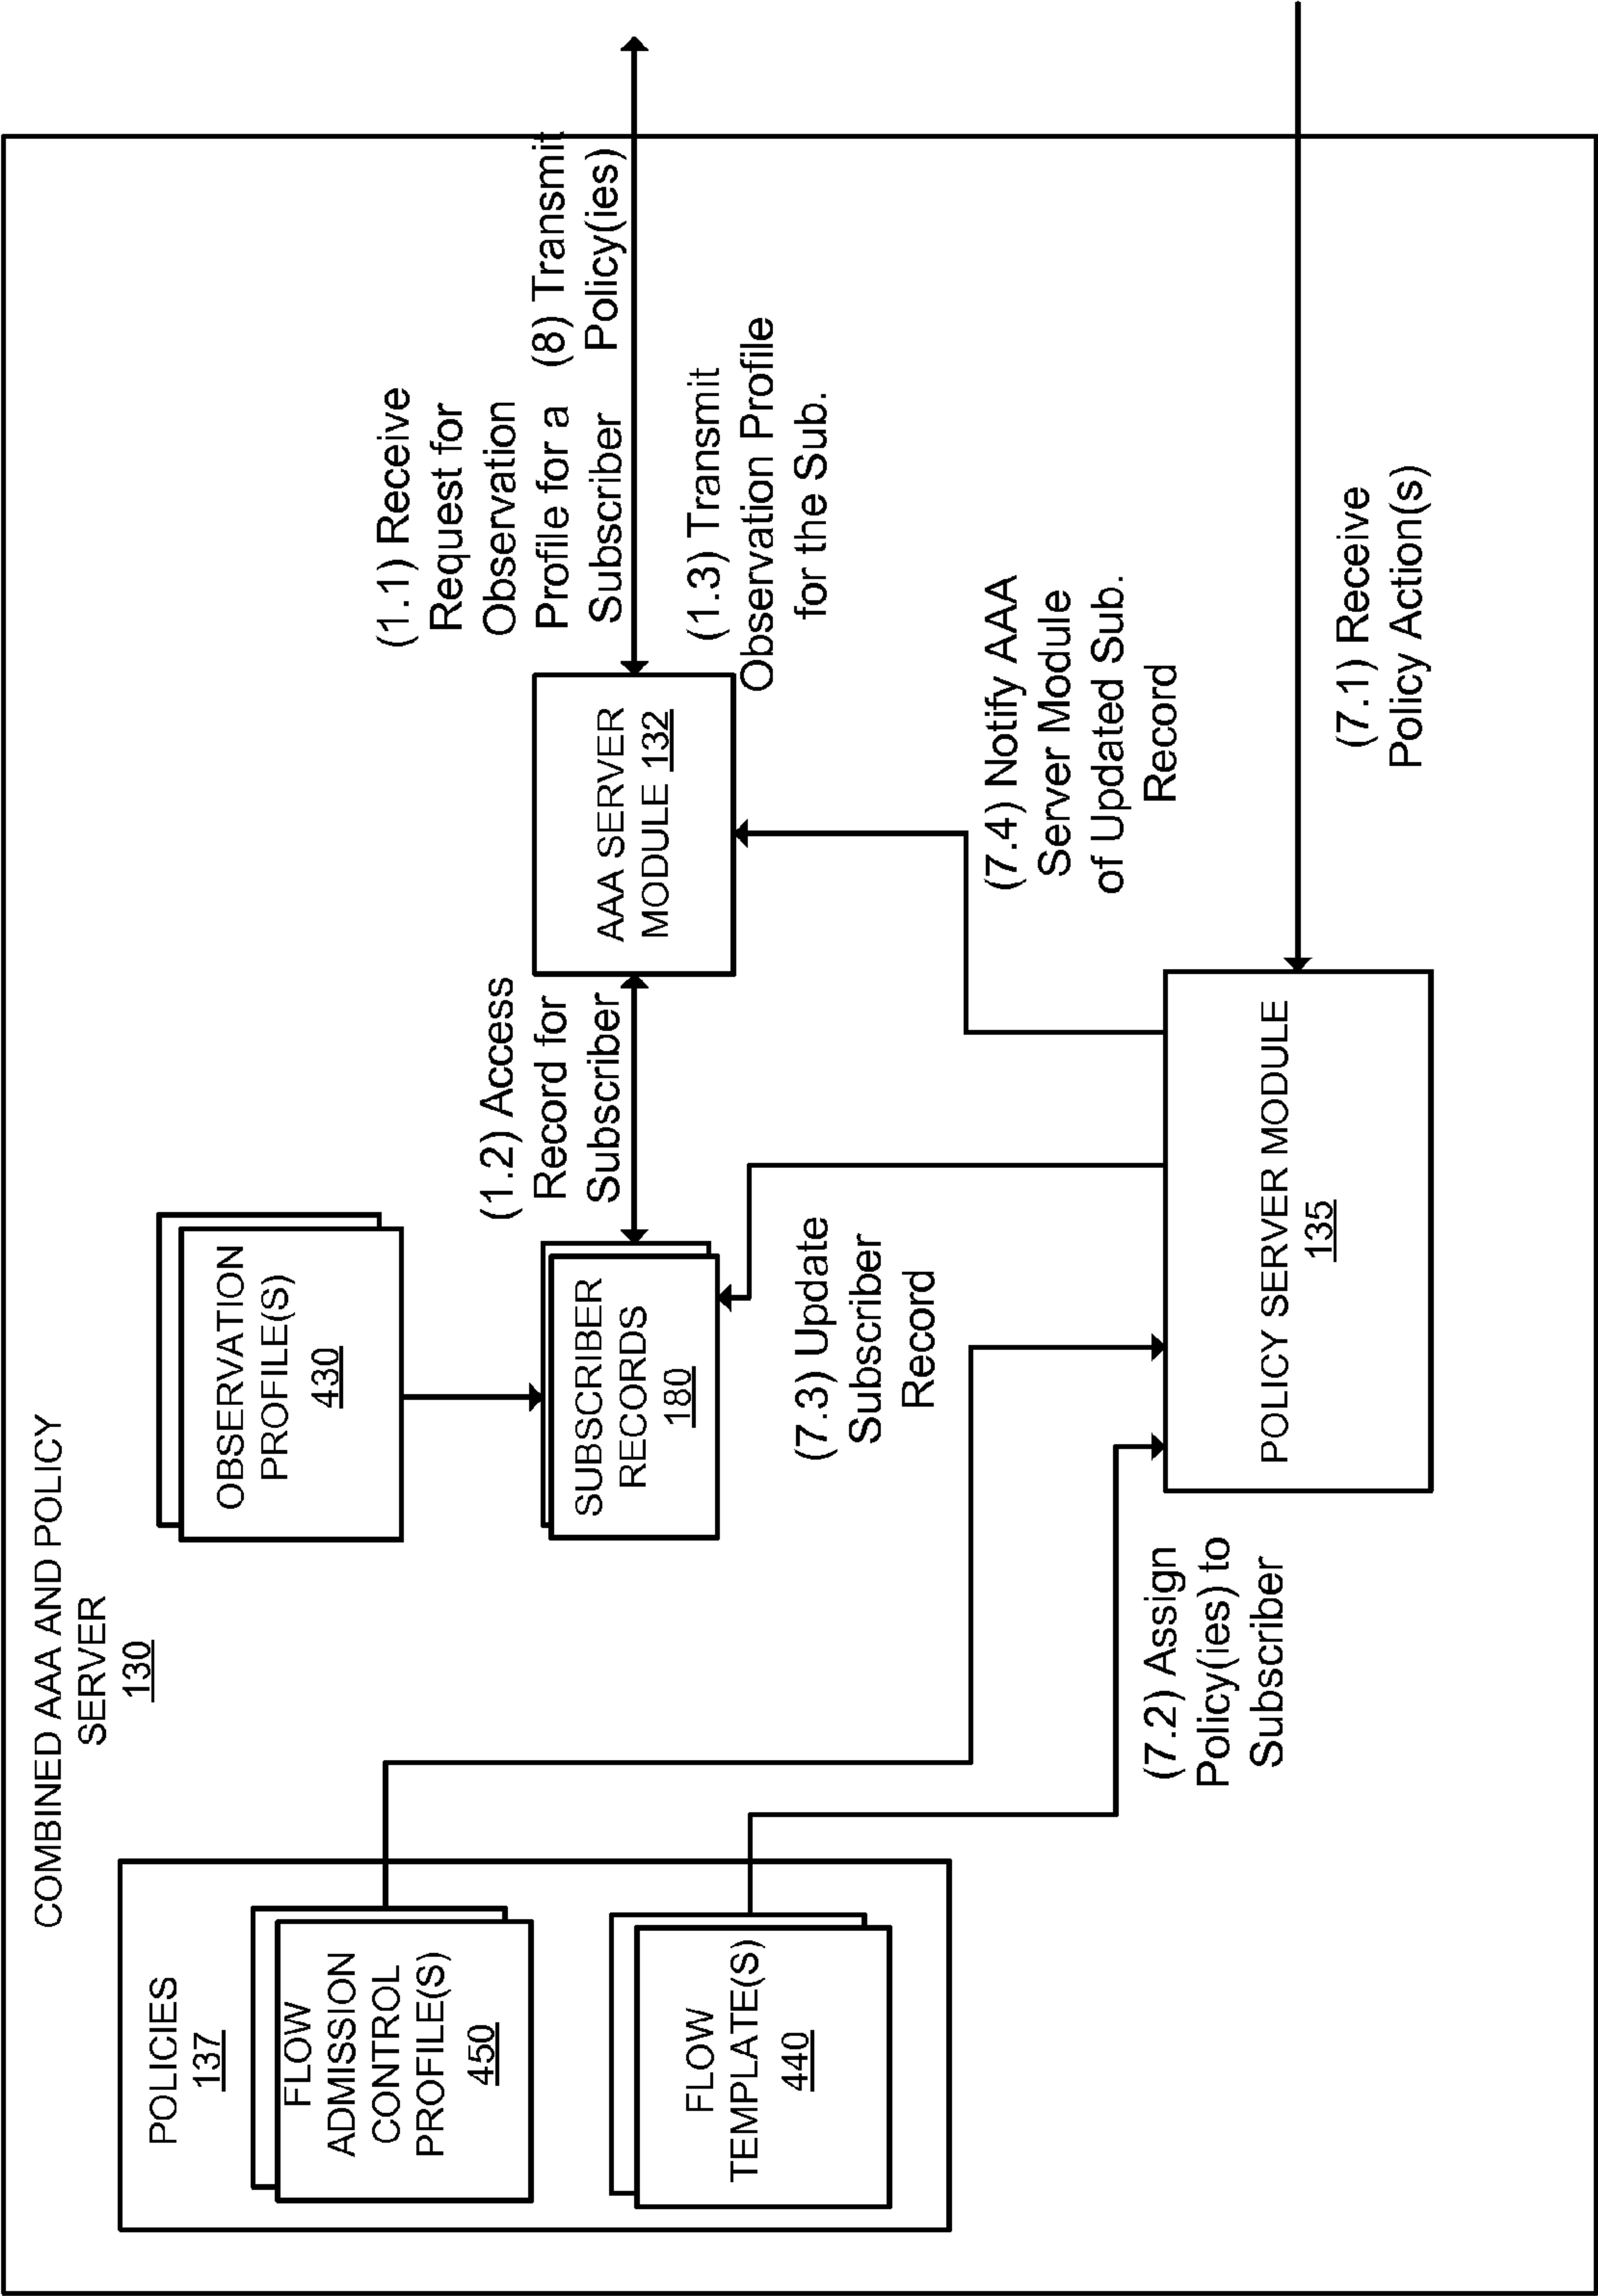 COMBINED AAA AND POLICY
SERVER
130
POLICIES
137
FLOW
ADMISSION
CONTROL
PROFILE(S)
450
FLOW
TEMPLATE(S)
440
OBSERVATION
PROFILE(S)
430
SUBSCRIBER
RECORDS
180
(1.2) Access
Record for
Subscriber
AAA SERVER
MODULE 132
(1.1) Receive
Request for
Observation
Profile for a
Subscriber
(8) Transmit
Policy(ies)
(1.3) Transmit
Observation Profile
for the Sub.
(7.3) Update
Subscriber
Record
(7.4) Notify AAA
Server Module
of Updated Sub.
Record
(7.2) Assign
Policy(ies) to
Subscriber
POLICY SERVER MODULE
135
(7.1) Receive
Policy Action(s)